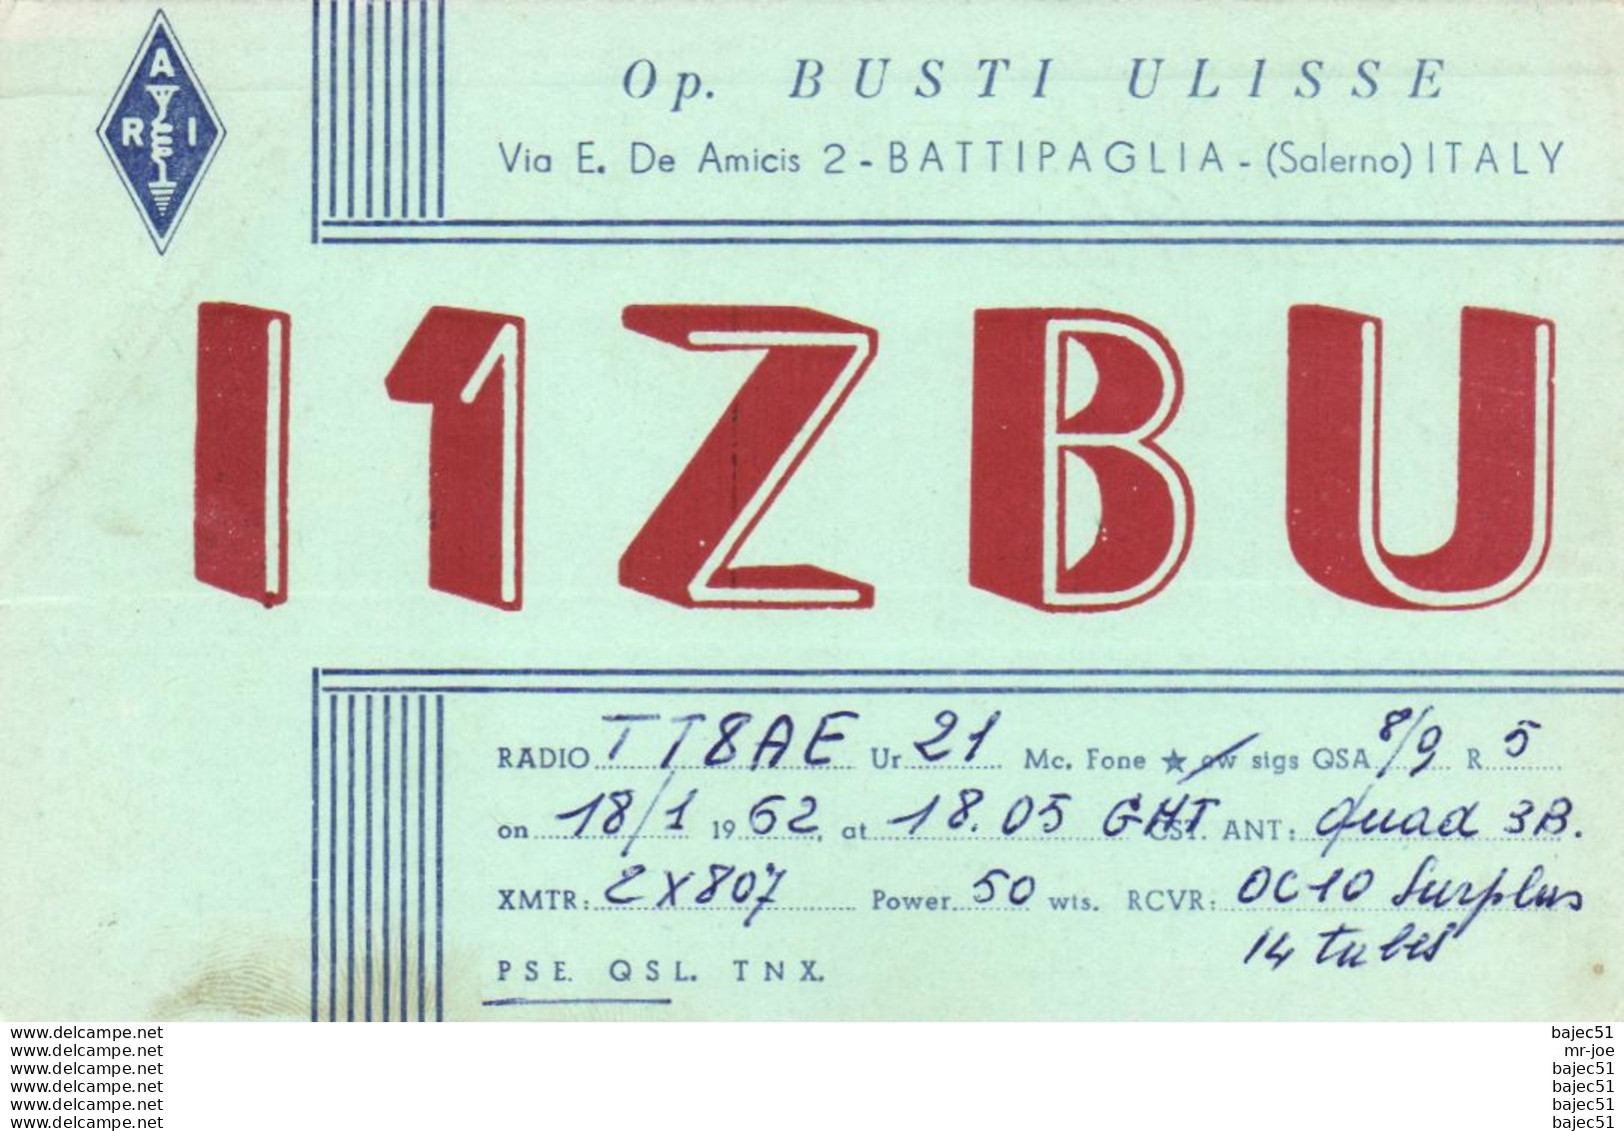 A
R I
Op. BUSTI ULISSE
Via E. De Amicis 2 - BATTIPAGLIA - (Salerno) ITALY
I1ZBU
RADIO TT8AE Ur 21 Mc. Fone ★ cw sigs QSA 8/9 R 5
on 18/1 1962, at 18.05 GMT CST. ANT: Quad 3B.
XMTR: 2X807 Power 50 wts. RCVR: OC10 Surplus
14 tubes
PSE. QSL. TNX.
www.delcampe.net bajec51
www.delcampe.net mr-joe
www.delcampe.net bajec51
www.delcampe.net bajec51
www.delcampe.net bajec51
www.delcampe.net bajec51